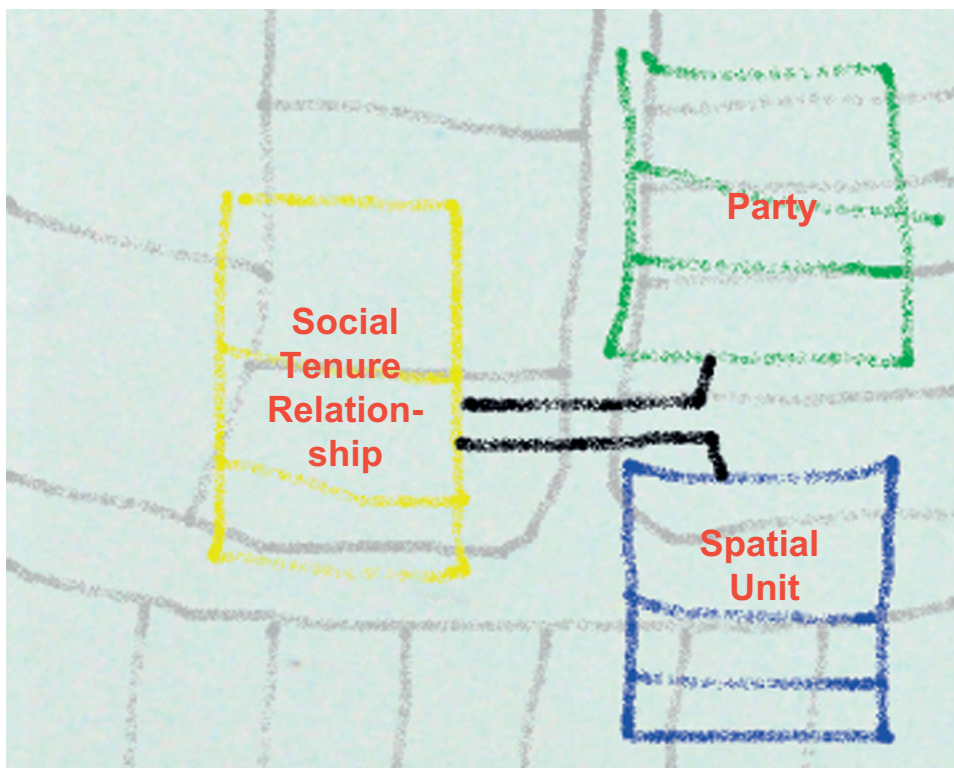 Party
Social
Tenure
Relation-
ship
Spatial
Unit